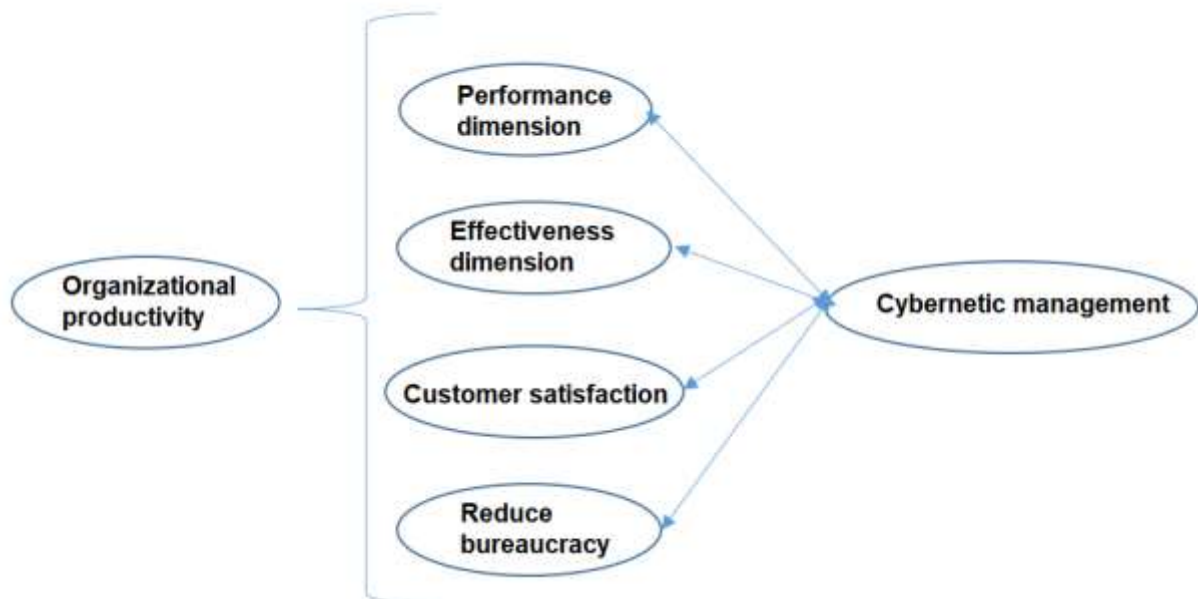 Performance
dimension
Effectiveness
dimension
Organizational
productivity
Cybernetic management
Customer satisfaction
Reduce
bureaucracy